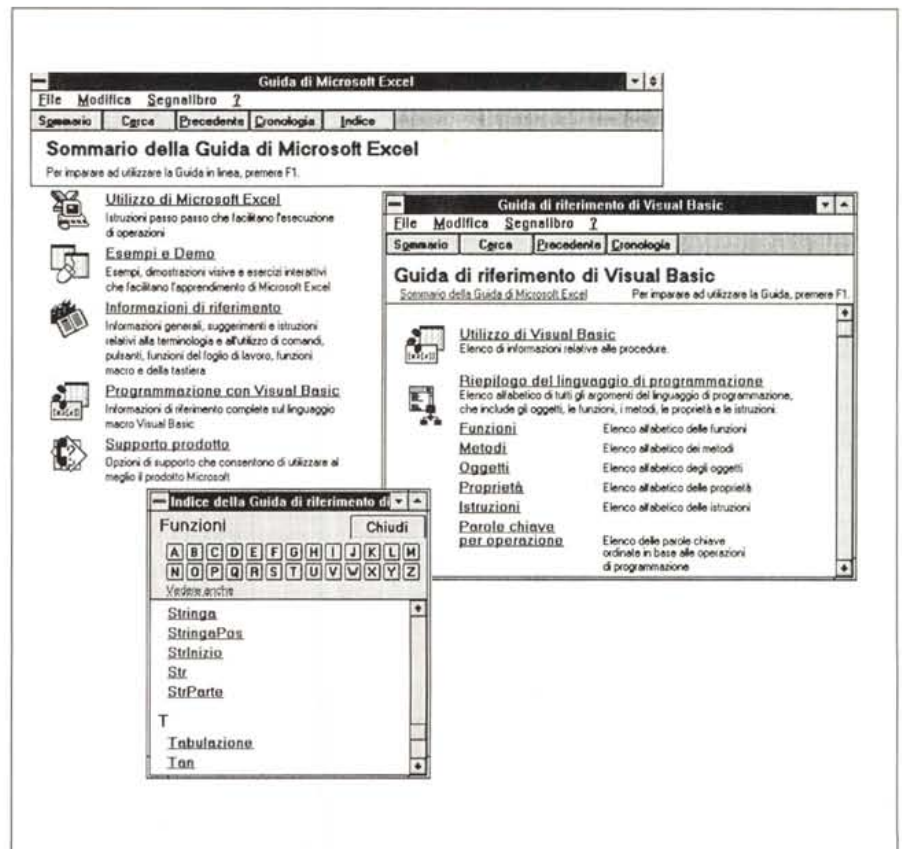 Guida di Microsoft Excel
File Modifica Segnalibro ?
Sommario Cerca Precedente Cronologia Indice
Sommario della Guida di Microsoft Excel
Per imparare ad utilizzare la Guida in linea, premere F1.
Utilizzo di Microsoft Excel
Istruzioni passo passo che facilitano l'esecuzione
di operazioni
Esempi e Demo
Esempi, dimostrazioni visive e esercizi interattivi
che facilitano l'apprendimento di Microsoft Excel
Informazioni di riferimento
Informazioni generali, suggerimenti e istruzioni
relativi alla terminologia e all'utilizzo di comandi,
pulsanti, funzioni del foglio di lavoro, funzioni
macro e della tastiera
Programmazione con Visual Basic
Informazioni di riferimento complete sul linguaggio
macro Visual Basic
Supporto prodotto
Opzioni di supporto che consentono di utilizzare al
meglio il prodotto Microsoft
Guida di riferimento di Visual Basic
File Modifica Segnalibro ?
Sommario Cerca Precedente Cronologia
Guida di riferimento di Visual Basic
Sommario della Guida di Microsoft Excel Per imparare ad utilizzare la Guida, premere F1.
Utilizzo di Visual Basic
Elenco di informazioni relative alle procedure.
Riepilogo del linguaggio di programmazione
Elenco alfabetico di tutti gli argomenti del linguaggio di programmazione,
che include gli oggetti, le funzioni, i metodi, le proprietà e le istruzioni.
Funzioni Elenco alfabetico delle funzioni
Metodi Elenco alfabetico dei metodi
Oggetti Elenco alfabetico degli oggetti
Proprietà Elenco alfabetico delle proprietà
Istruzioni Elenco alfabetico delle istruzioni
Parole chiave
per operazione Elenco delle parole chiave
ordinate in base alle operazioni
di programmazione
Indice della Guida di riferimento di
Funzioni Chiudi
A B C D E F G H I J K L M
N O P Q R S T U V W X Y Z
Vedere anche
Stringa
StringaPos
StrInizio
Str
StrParte
T
Tabulazione
Tan